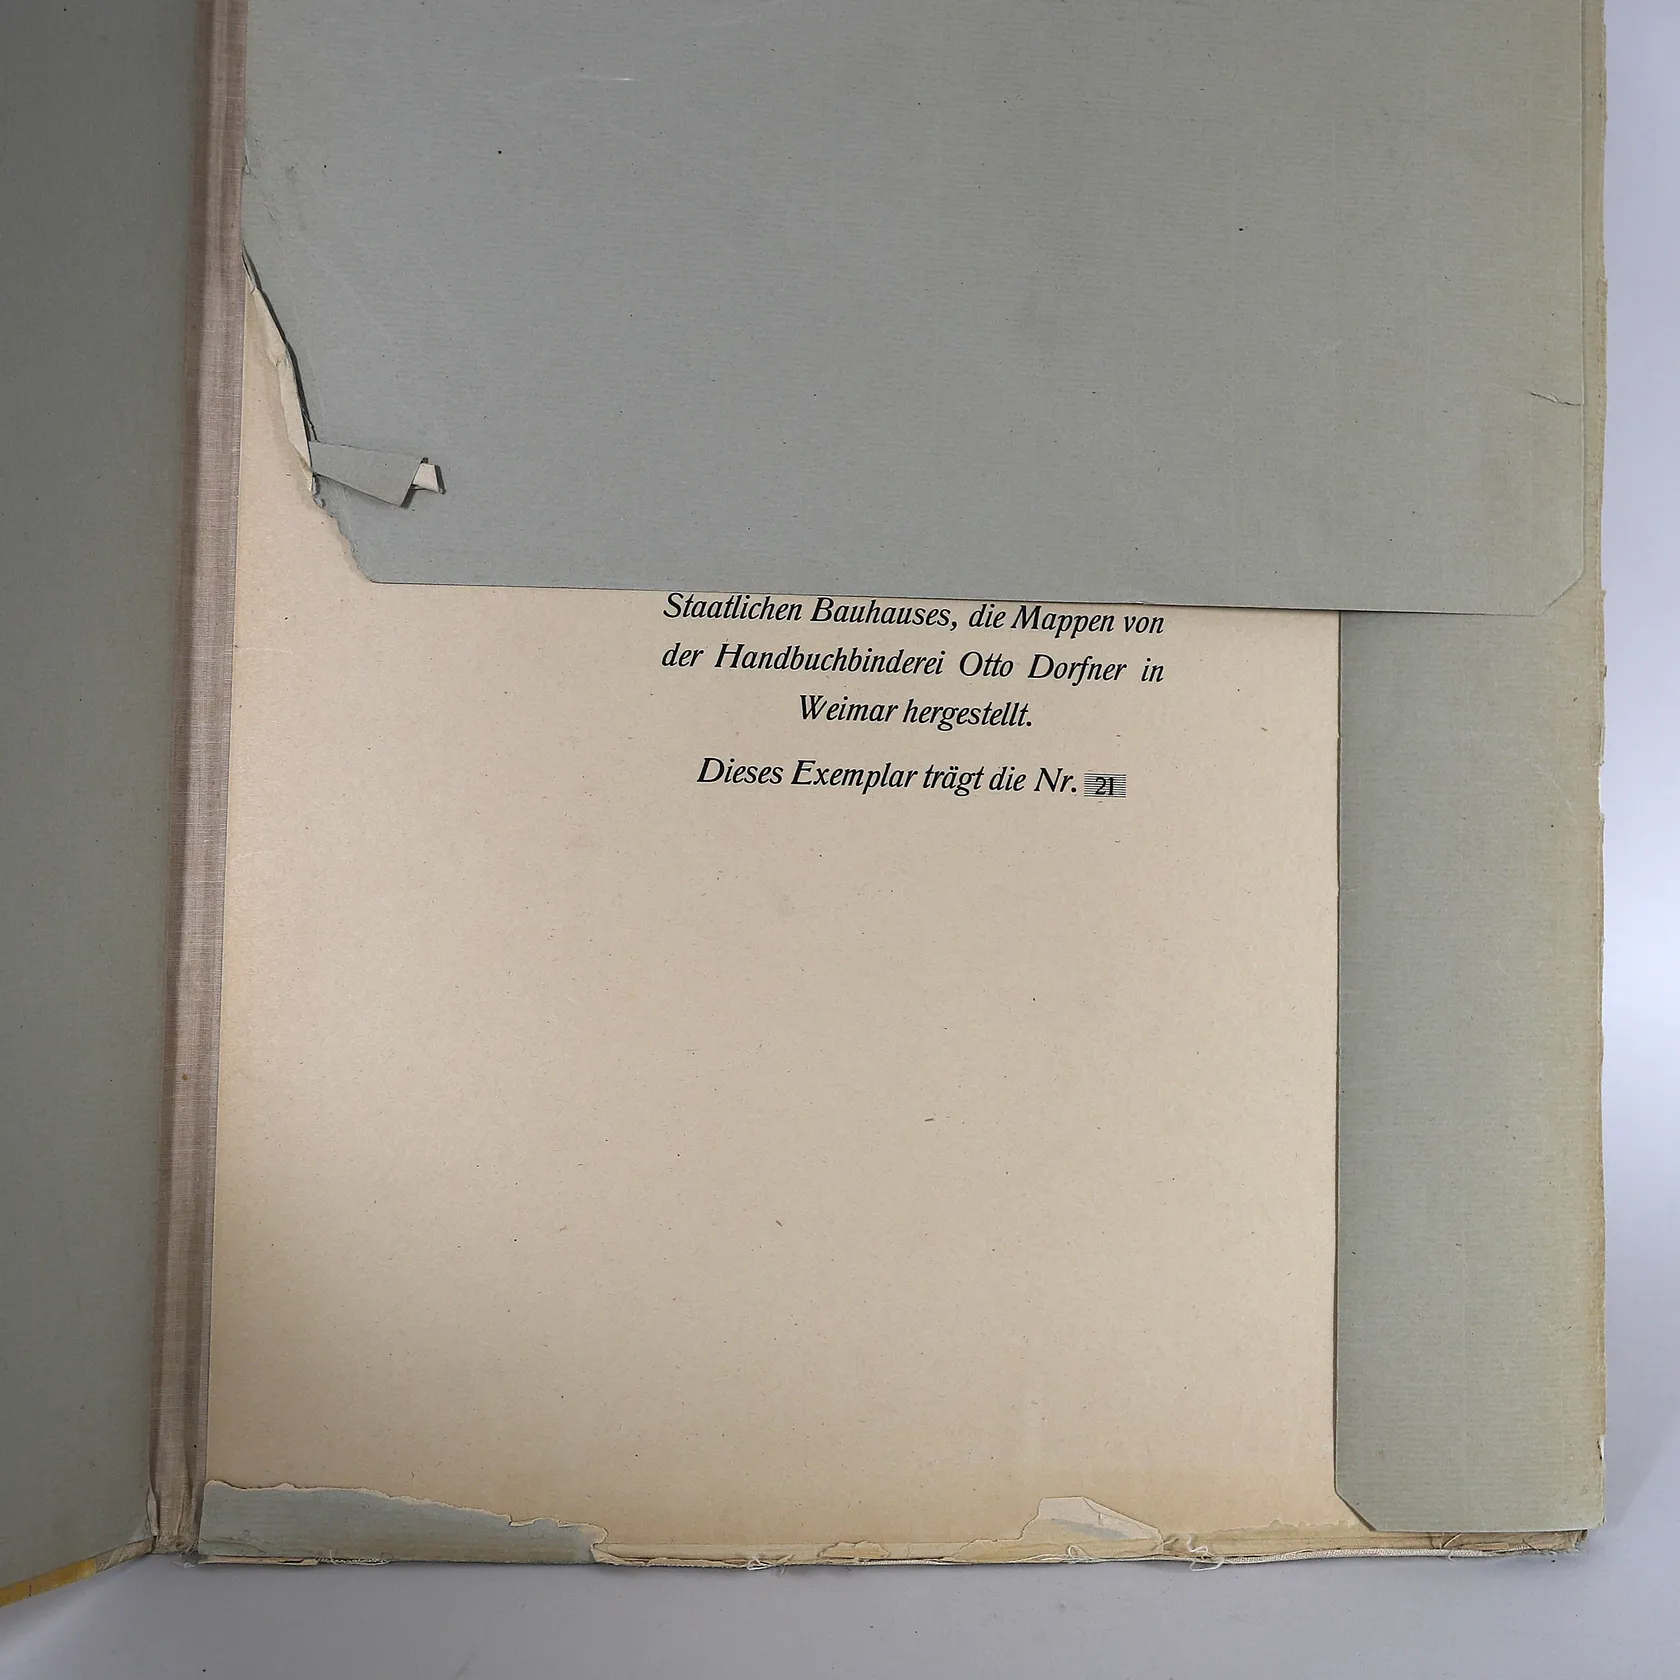 Staatlichen Bauhauses, die Mappen von
der Handbuchbinderei Otto Dorfner in
Weimar hergestellt.
Dieses Exemplar trägt die Nr. 21